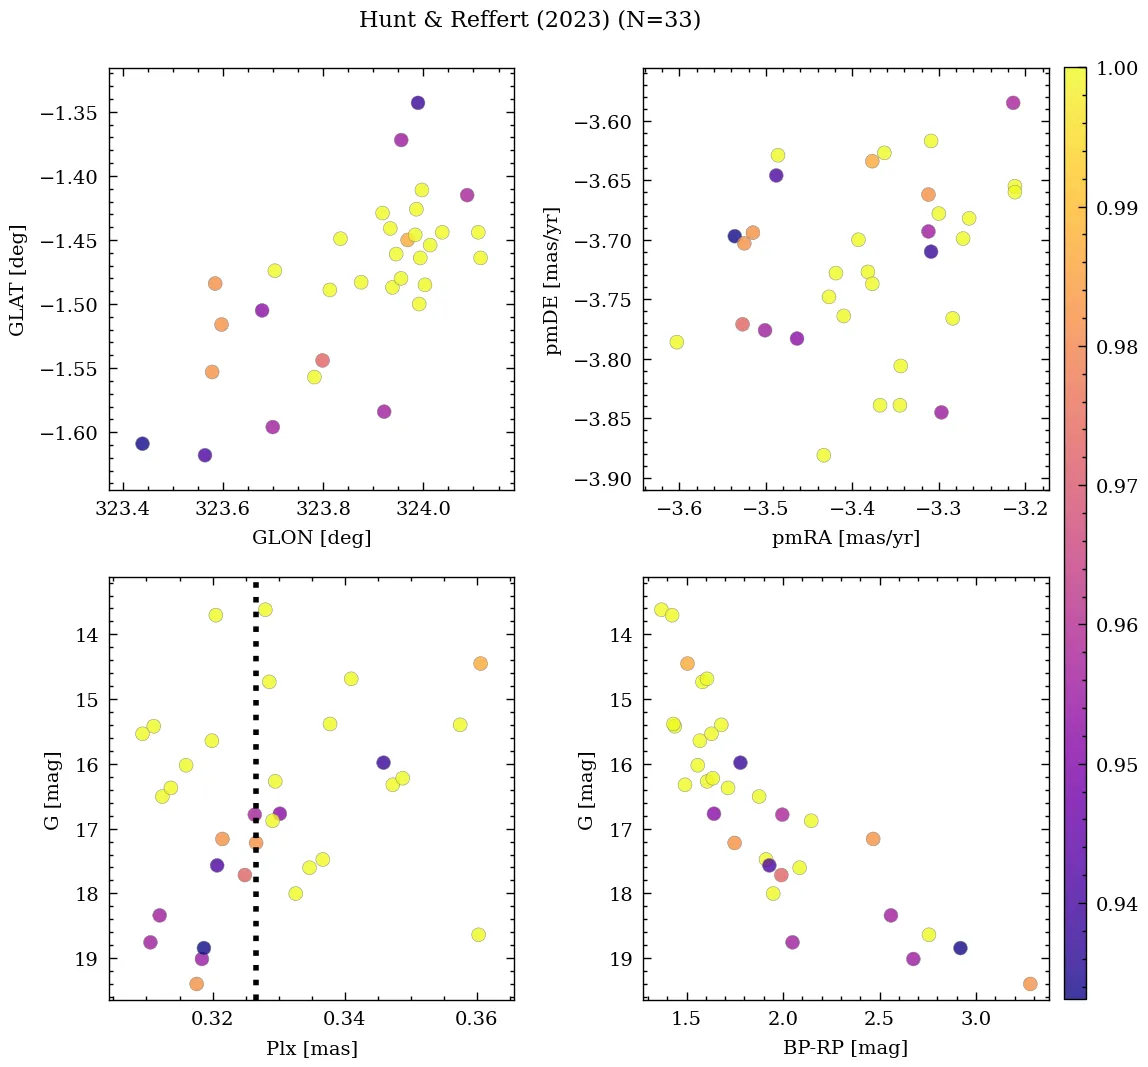 Hunt & Reffert (2023) (N=33)
−1.35
−1.40
−1.45
−1.50
−1.55
−1.60
GLAT [deg]
323.4 323.6 323.8 324.0
GLON [deg]
−3.60
−3.65
−3.70
−3.75
−3.80
−3.85
−3.90
pmDE [mas/yr]
−3.6 −3.5 −3.4 −3.3 −3.2
pmRA [mas/yr]
14
15
16
17
18
19
G [mag]
0.32 0.34 0.36
Plx [mas]
14
15
16
17
18
19
G [mag]
1.5 2.0 2.5 3.0
BP-RP [mag]
1.00
0.99
0.98
0.97
0.96
0.95
0.94